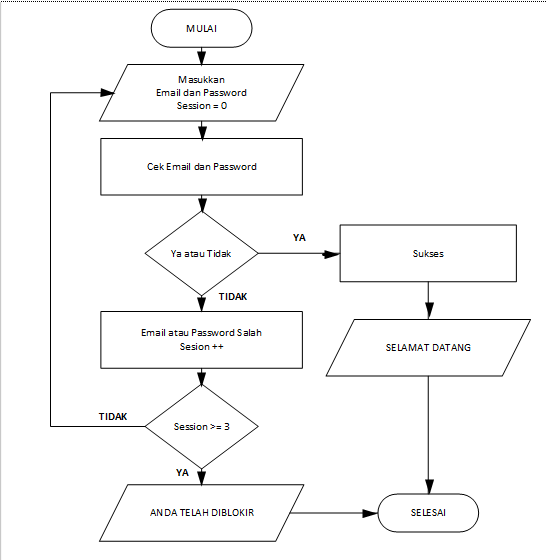 MULAI
Masukkan
Email dan Password
Session = 0
Cek Email dan Password
Ya atau Tidak
YA
Sukses
TIDAK
Email atau Password Salah
Sesion ++
SELAMAT DATANG
TIDAK
Session >= 3
YA
ANDA TELAH DIBLOKIR
SELESAI